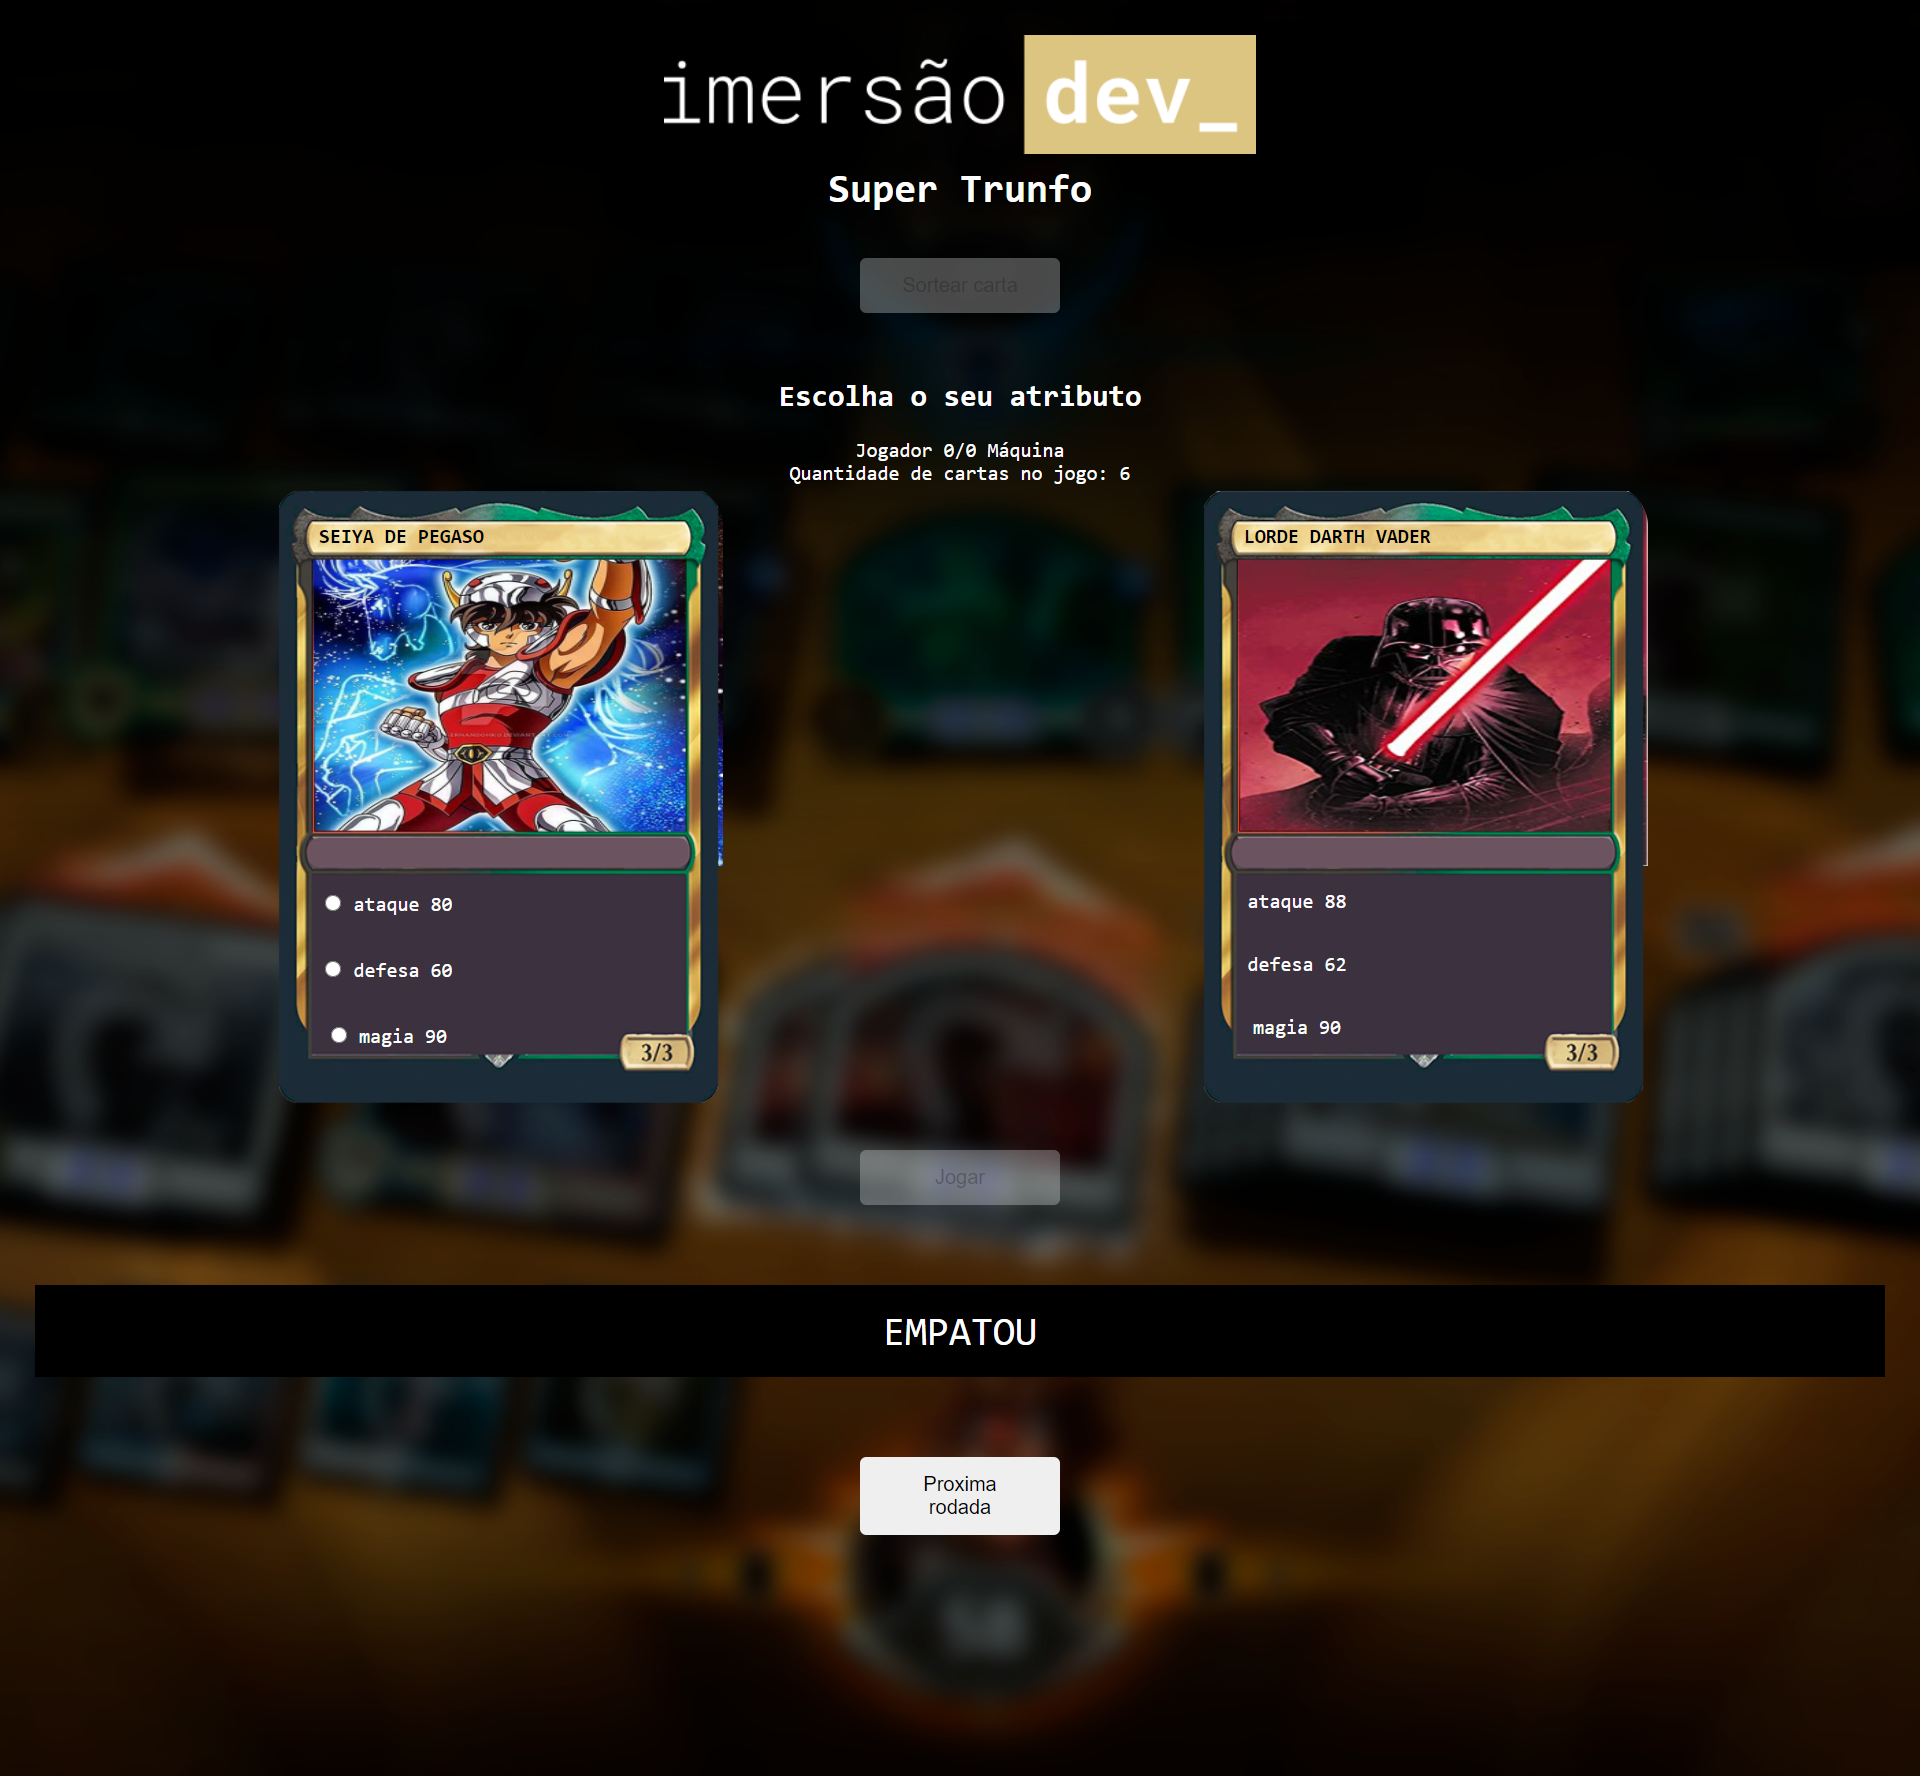 imersão dev_
Super Trunfo
Sortear carta
Escolha o seu atributo
Jogador 0/0 Máquina
Quantidade de cartas no jogo: 6
SEIYA DE PEGASO
ataque 80
defesa 60
magia 90
3/3
LORDE DARTH VADER
ataque 88
defesa 62
magia 90
3/3
Jogar
EMPATOU
Proxima
rodada